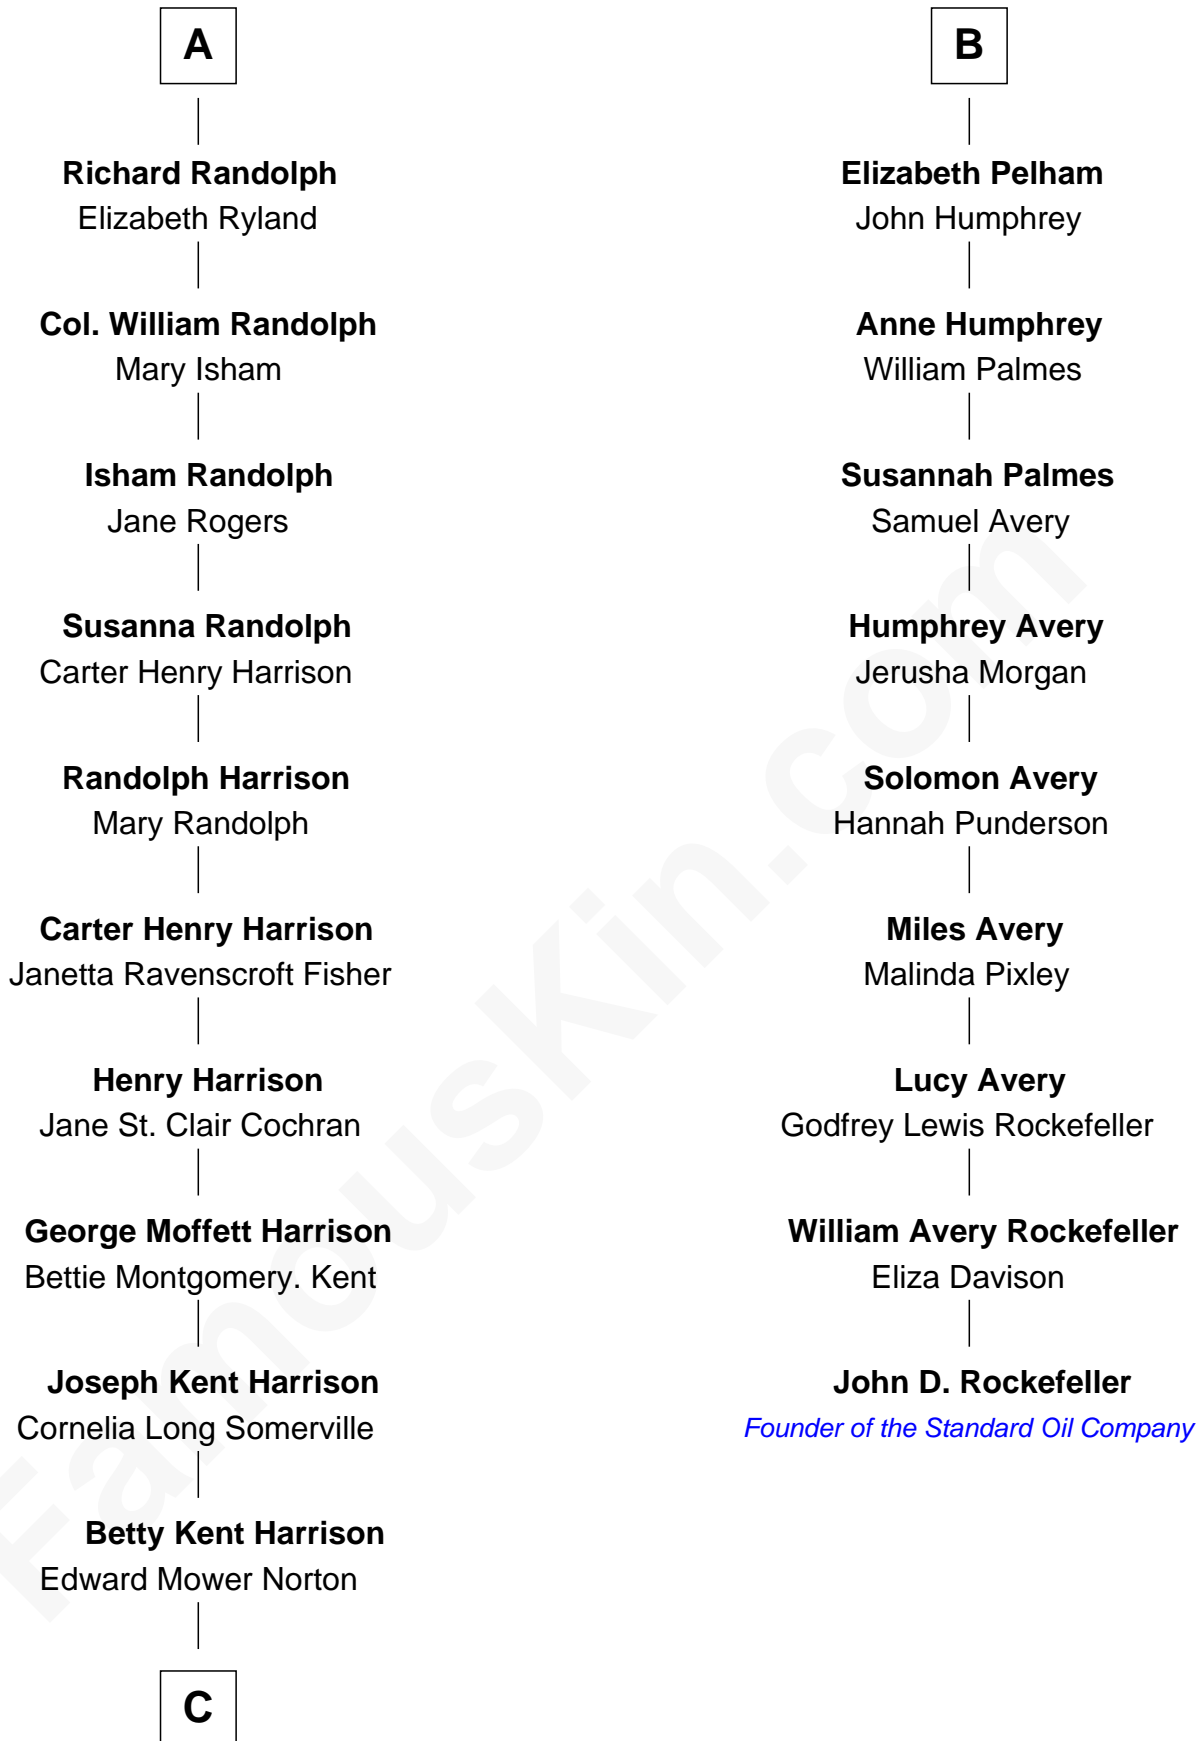 A
Richard Randolph
Elizabeth Ryland
Col. William Randolph
Mary Isham
Isham Randolph
Jane Rogers
Susanna Randolph
Carter Henry Harrison
Randolph Harrison
Mary Randolph
Carter Henry Harrison
Janetta Ravenscroft Fisher
Henry Harrison
Jane St. Clair Cochran
George Moffett Harrison
Bettie Montgomery. Kent
Joseph Kent Harrison
Cornelia Long Somerville
Betty Kent Harrison
Edward Mower Norton
C
B
Elizabeth Pelham
John Humphrey
Anne Humphrey
William Palmes
Susannah Palmes
Samuel Avery
Humphrey Avery
Jerusha Morgan
Solomon Avery
Hannah Punderson
Miles Avery
Malinda Pixley
Lucy Avery
Godfrey Lewis Rockefeller
William Avery Rockefeller
Eliza Davison
John D. Rockefeller
Founder of the Standard Oil Company
FamousKin.com